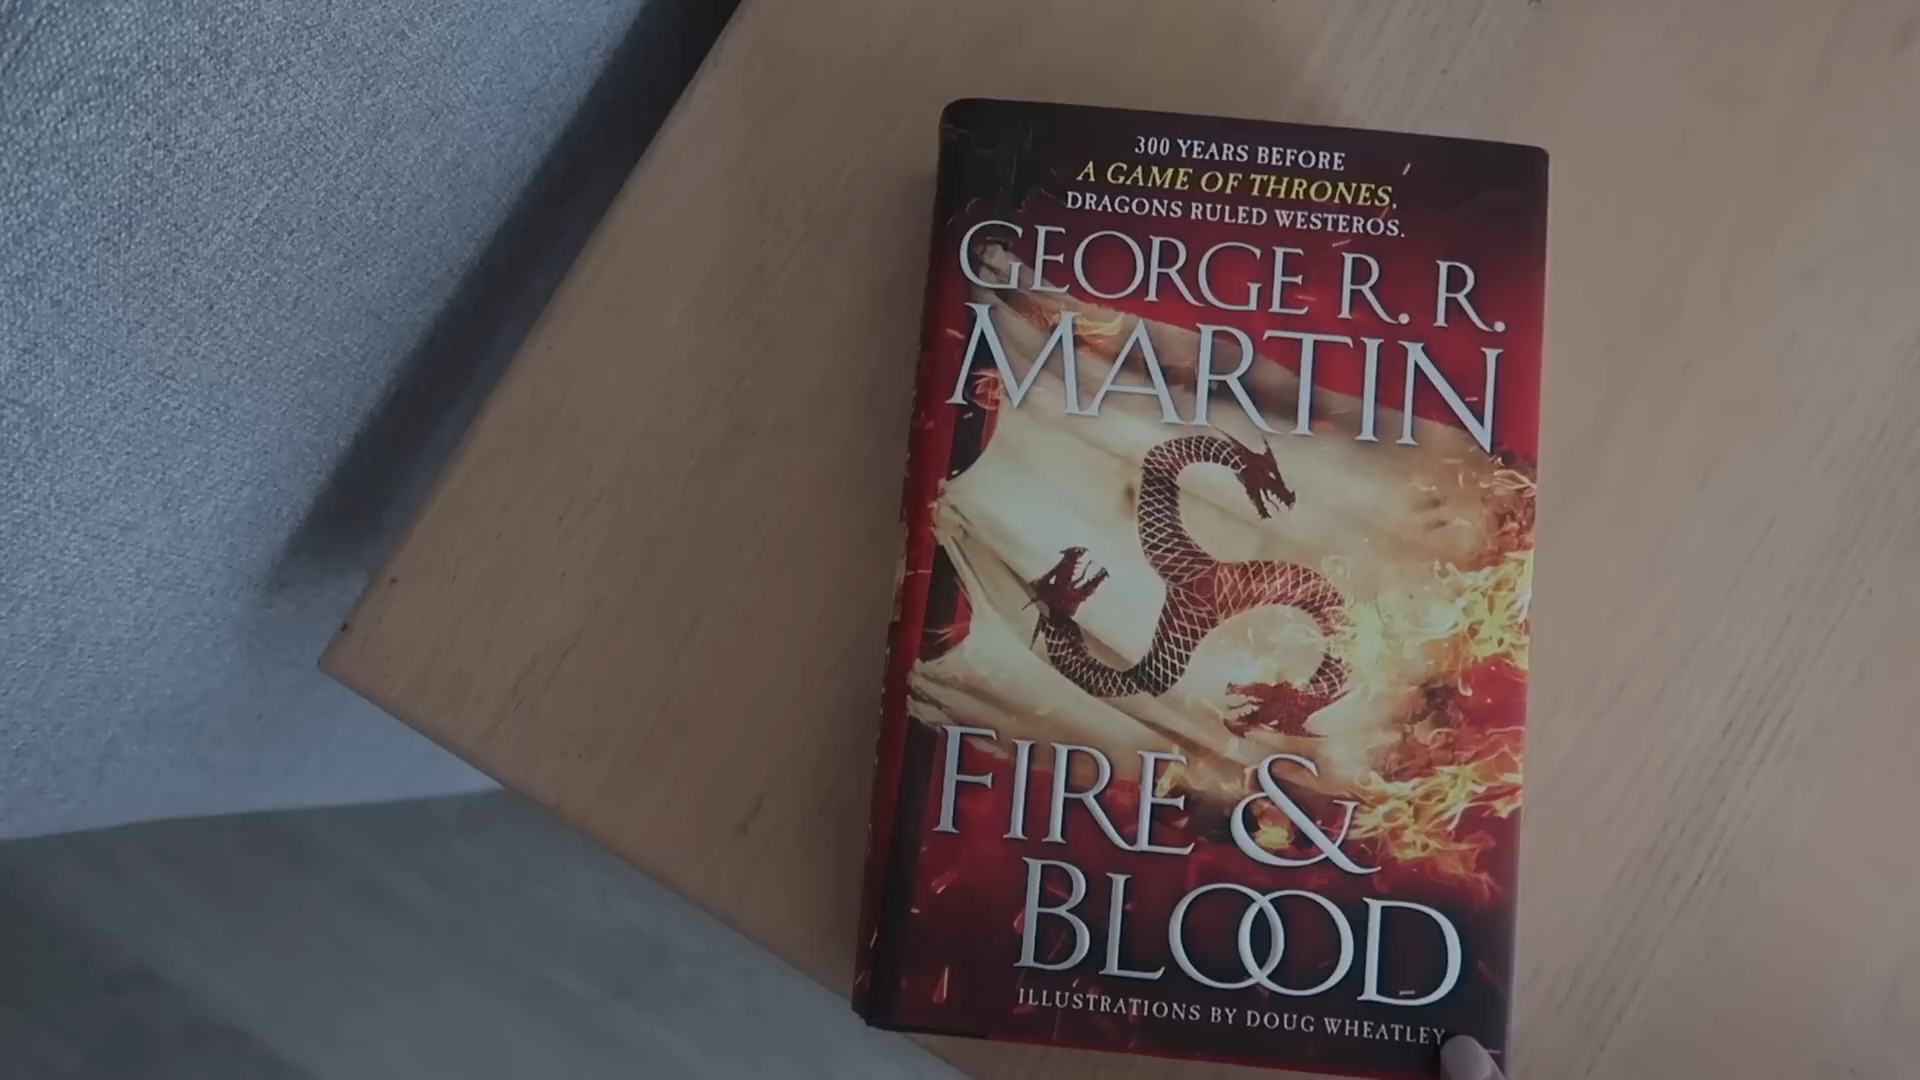 300 YEARS BEFORE
A GAME OF THRONES,
DRAGONS RULED WESTEROS.
GEORGE R. R.
MARTIN
FIRE &
BLOOD
ILLUSTRATIONS BY DOUG WHEATLEY